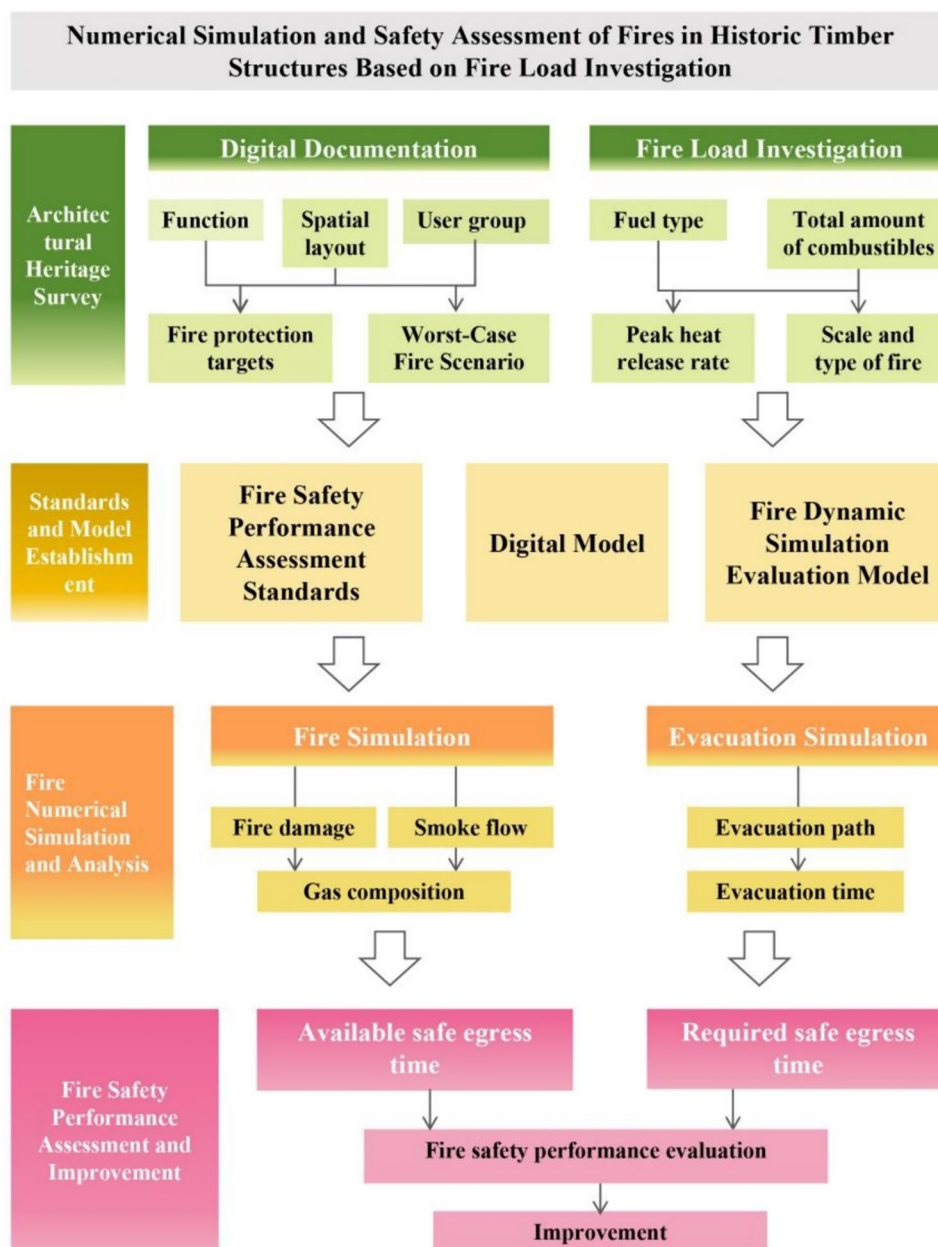 Numerical Simulation and Safety Assessment of Fires in Historic Timber
Structures Based on Fire Load Investigation
Architec
tural
Heritage
Survey
Digital Documentation
Function
Spatial
layout
User group
Fire protection
targets
Worst-Case
Fire Scenario
Fire Load Investigation
Fuel type
Total amount
of combustibles
Peak heat
release rate
Scale and
type of fire
Standards
and Model
Establishm
ent
Fire Safety
Performance
Assessment
Standards
Digital Model
Fire Dynamic
Simulation
Evaluation Model
Fire
Numerical
Simulation
and Analysis
Fire Simulation
Fire damage
Smoke flow
Gas composition
Evacuation Simulation
Evacuation path
Evacuation time
Fire Safety
Performance
Assessment and
Improvement
Available safe egress
time
Required safe egress
time
Fire safety performance evaluation
Improvement